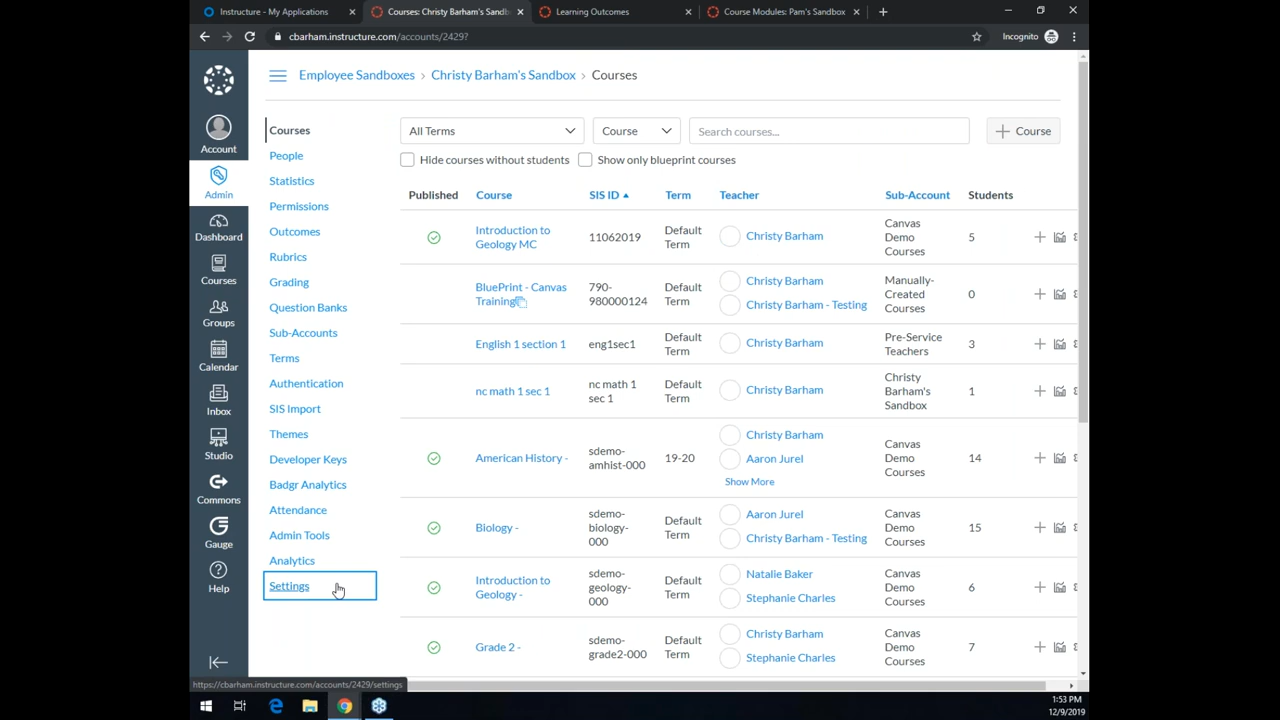 Instructure - My Applications
Courses: Christy Barham's Sandb
Learning Outcomes
Course Modules: Pam's Sandbox
cbarham.instructure.com/accounts/2429?
Incognito
Employee Sandboxes > Christy Barham's Sandbox > Courses
Account
Admin
Dashboard
Courses
Groups
Calendar
Inbox
Studio
Commons
Gauge
Help
Courses
People
Statistics
Permissions
Outcomes
Rubrics
Grading
Question Banks
Sub-Accounts
Terms
Authentication
SIS Import
Themes
Developer Keys
Badgr Analytics
Attendance
Admin Tools
Analytics
Settings
All Terms
Course
Search courses...
+ Course
Hide courses without students
Show only blueprint courses
Published Course SIS ID Term Teacher Sub-Account Students
Introduction to
Geology MC
11062019
Default
Term
Christy Barham
Canvas
Demo
Courses
5
BluePrint - Canvas
Training
790-
980000124
Default
Term
Christy Barham
Christy Barham - Testing
Manually-
Created
Courses
0
English 1 section 1
eng1sec1
Default
Term
Christy Barham
Pre-Service
Teachers
3
nc math 1 sec 1
nc math 1
sec 1
Default
Term
Christy Barham
Christy
Barham's
Sandbox
1
American History -
sdemo-
amhist-000
19-20
Christy Barham
Aaron Jurel
Show More
Canvas
Demo
Courses
14
Biology -
sdemo-
biology-
000
Default
Term
Aaron Jurel
Christy Barham - Testing
Canvas
Demo
Courses
15
Introduction to
Geology -
sdemo-
geology-
000
Default
Term
Natalie Baker
Stephanie Charles
Canvas
Demo
Courses
6
Grade 2 -
sdemo-
grade2-000
Default
Term
Christy Barham
Stephanie Charles
Canvas
Demo
Courses
7
https://cbarham.instructure.com/accounts/2429/settings
1:53 PM
12/9/2019